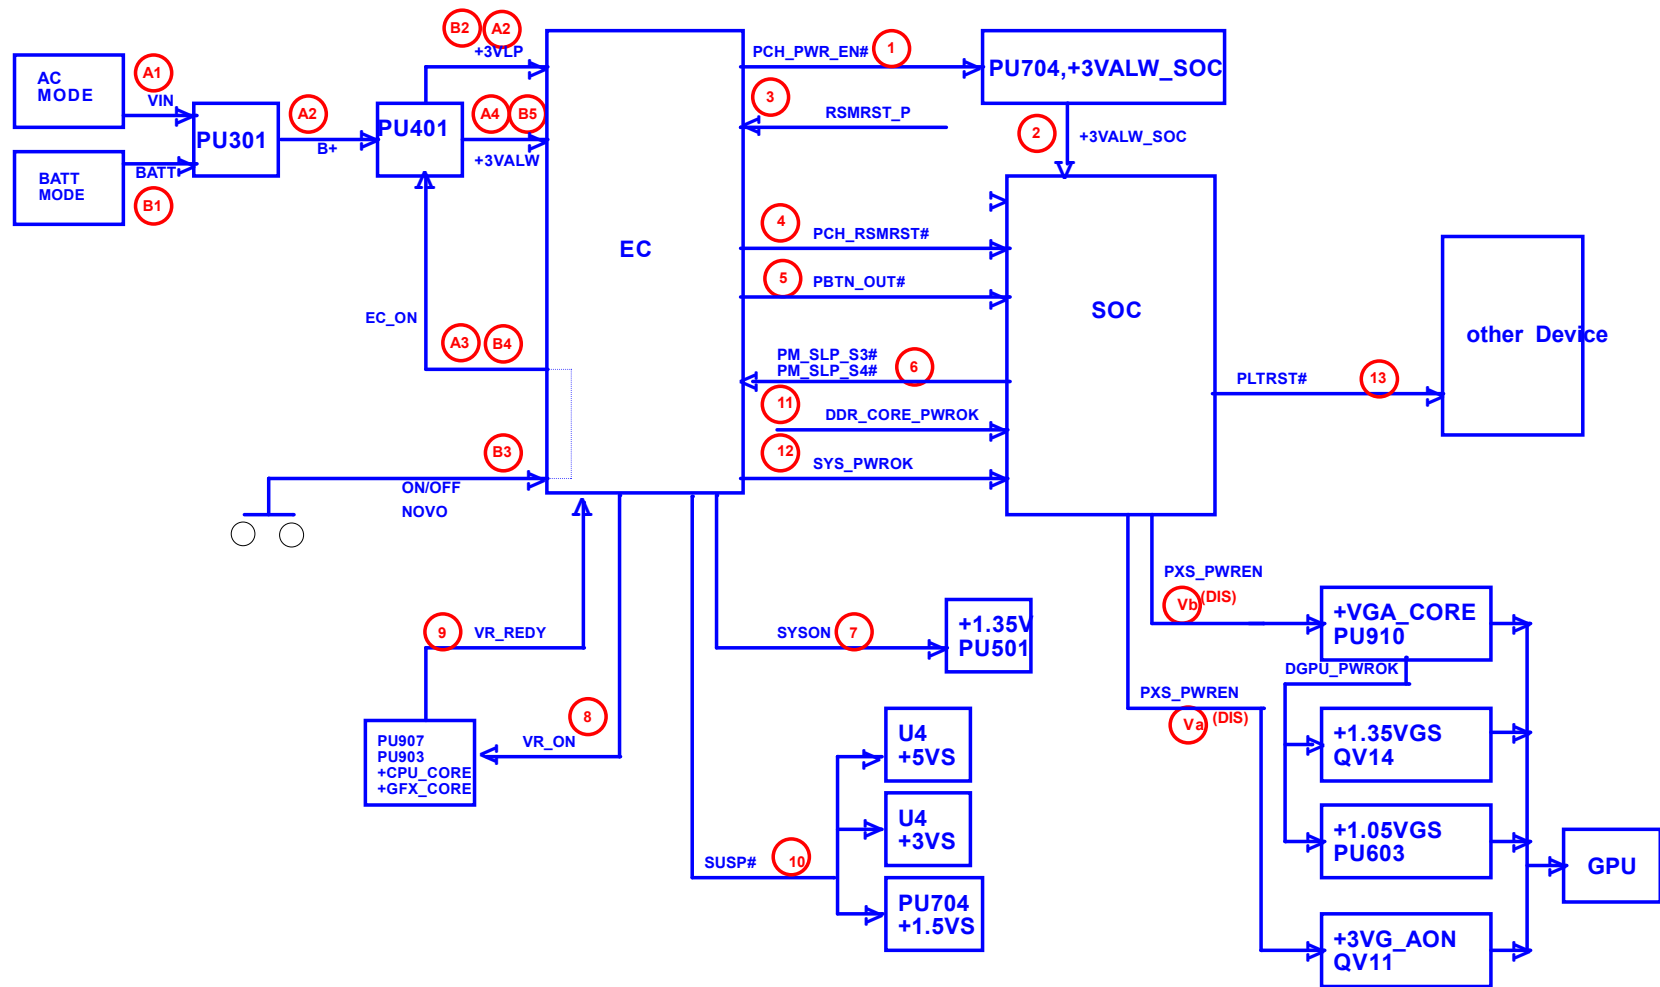 B2
A2
+3VLP
AC
MODE
A1
VIN
PU301
A2
B+
PU401
A4
B5
+3VALW
BATT
MODE
BATT
B1
EC
PCH_PWR_EN#
1
PU704,+3VALW_SOC
3
RSMRST_P
2
+3VALW_SOC
4
PCH_RSMRST#
5
PBTN_OUT#
SOC
other Device
EC_ON
A3
B4
PM_SLP_S3#
PM_SLP_S4#
6
11
DDR_CORE_PWROK
12
SYS_PWROK
PLTRST#
13
B3
ON/OFF
NOVO
9
VR_REDY
SYSON
7
+1.35V
PU501
PXS_PWREN
Vb
(DIS)
+VGA_CORE
PU910
DGPU_PWROK
PXS_PWREN
Va
(DIS)
8
VR_ON
PU907
PU903
+CPU_CORE
+GFX_CORE
U4
+5VS
U4
+3VS
SUSP#
10
PU704
+1.5VS
+1.35VGS
QV14
+1.05VGS
PU603
GPU
+3VG_AON
QV11